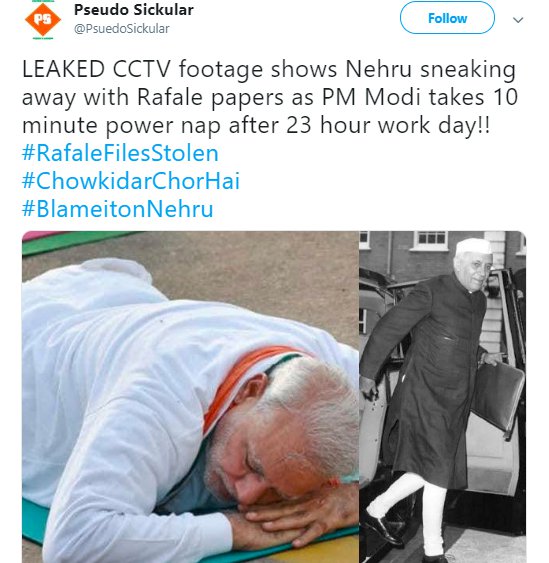 PS
Pseudo Sickular
@PsuedoSickular
Follow
LEAKED CCTV footage shows Nehru sneaking
away with Rafale papers as PM Modi takes 10
minute power nap after 23 hour work day!!
#RafaleFilesStolen
#ChowkidarChorHai
#BlameitonNehru